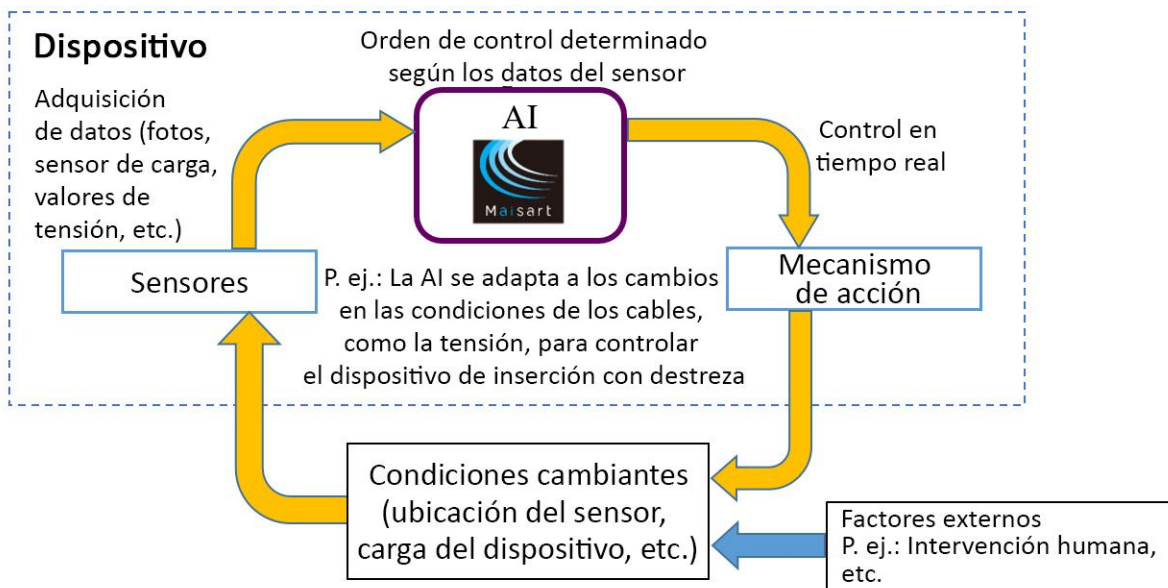 Dispositivo
Adquisición
de datos (fotos,
sensor de carga,
valores de
tensión, etc.)
Orden de control determinado
según los datos del sensor
AI
Maisart
Control en
tiempo real
Sensores
P. ej.: La AI se adapta a los cambios
en las condiciones de los cables,
como la tensión, para controlar
el dispositivo de inserción con destreza
Mecanismo
de acción
Condiciones cambiantes
(ubicación del sensor,
carga del dispositivo, etc.)
Factores externos
P. ej.: Intervención humana,
etc.